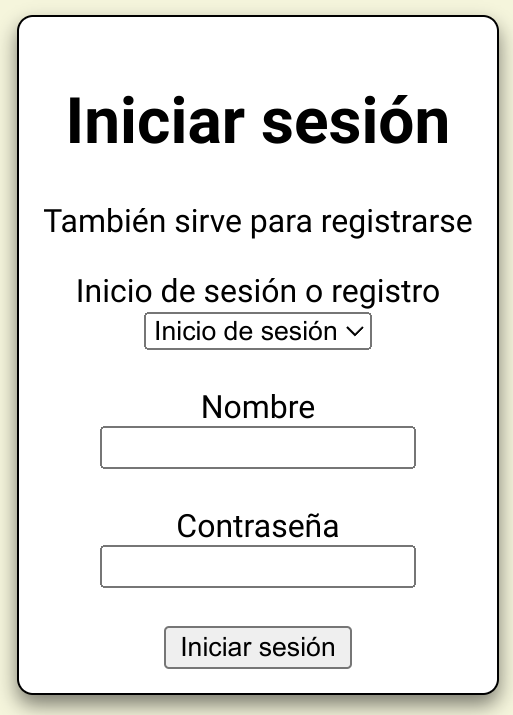 Iniciar sesión
También sirve para registrarse
Inicio de sesión o registro
Inicio de sesión
Nombre
Contraseña
Iniciar sesión